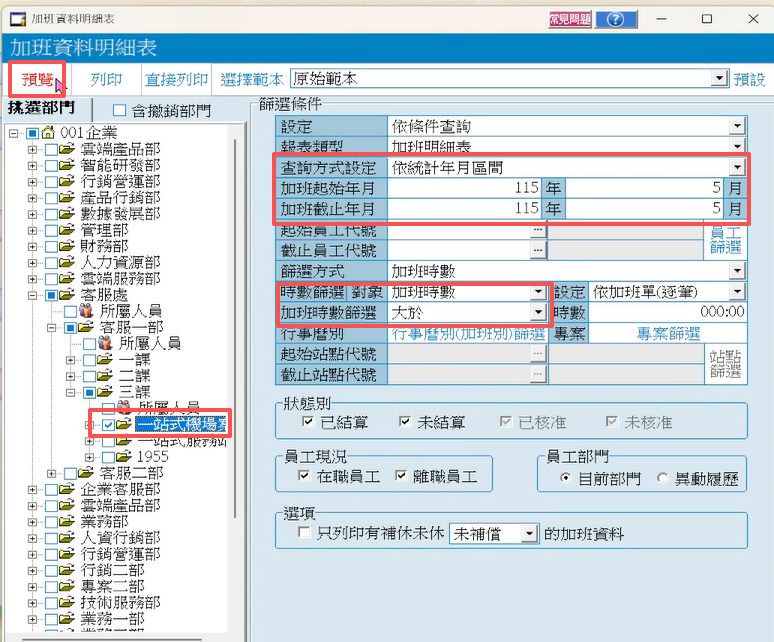 加班資料明細表
常見問題
加班資料明細表
預覽 列印 直接列印 選擇範本 原始範本 預設
挑選部門 含撤銷部門
001企業
雲端產品部
智能研發部
行銷營運部
產品行銷部
數據發展部
管理部
財務部
人力資源部
雲端服務部
客服處
所屬人員
客服一部
所屬人員
一課
二課
三課
所屬人員
一站式機場
一站式服務
1955
客服二部
企業客服部
雲端產品部
業務部
人資行銷部
行銷營運部
行銷二部
專案二部
技術服務部
業務一部
篩選條件
設定 依條件查詢
報表類型 加班明細表
查詢方式設定 依統計年月區間
加班起始年月 115 年 5 月
加班截止年月 115 年 5 月
起始員工代號 ... 員工篩選
截止員工代號 ...
篩選方式 加班時數
時數篩選 對象 加班時數 設定 依加班單(逐筆)
加班時數篩選 大於 時數 000:00
行事曆別 行事曆別(加班別)篩選 專案 專案篩選
起始站點代號 ... 站點篩選
截止站點代號 ...
狀態別
已結算 未結算 已核准 未核准
員工現況
在職員工 離職員工
員工部門
目前部門 異動履歷
選項
只列印有補休未休 未補償 的加班資料